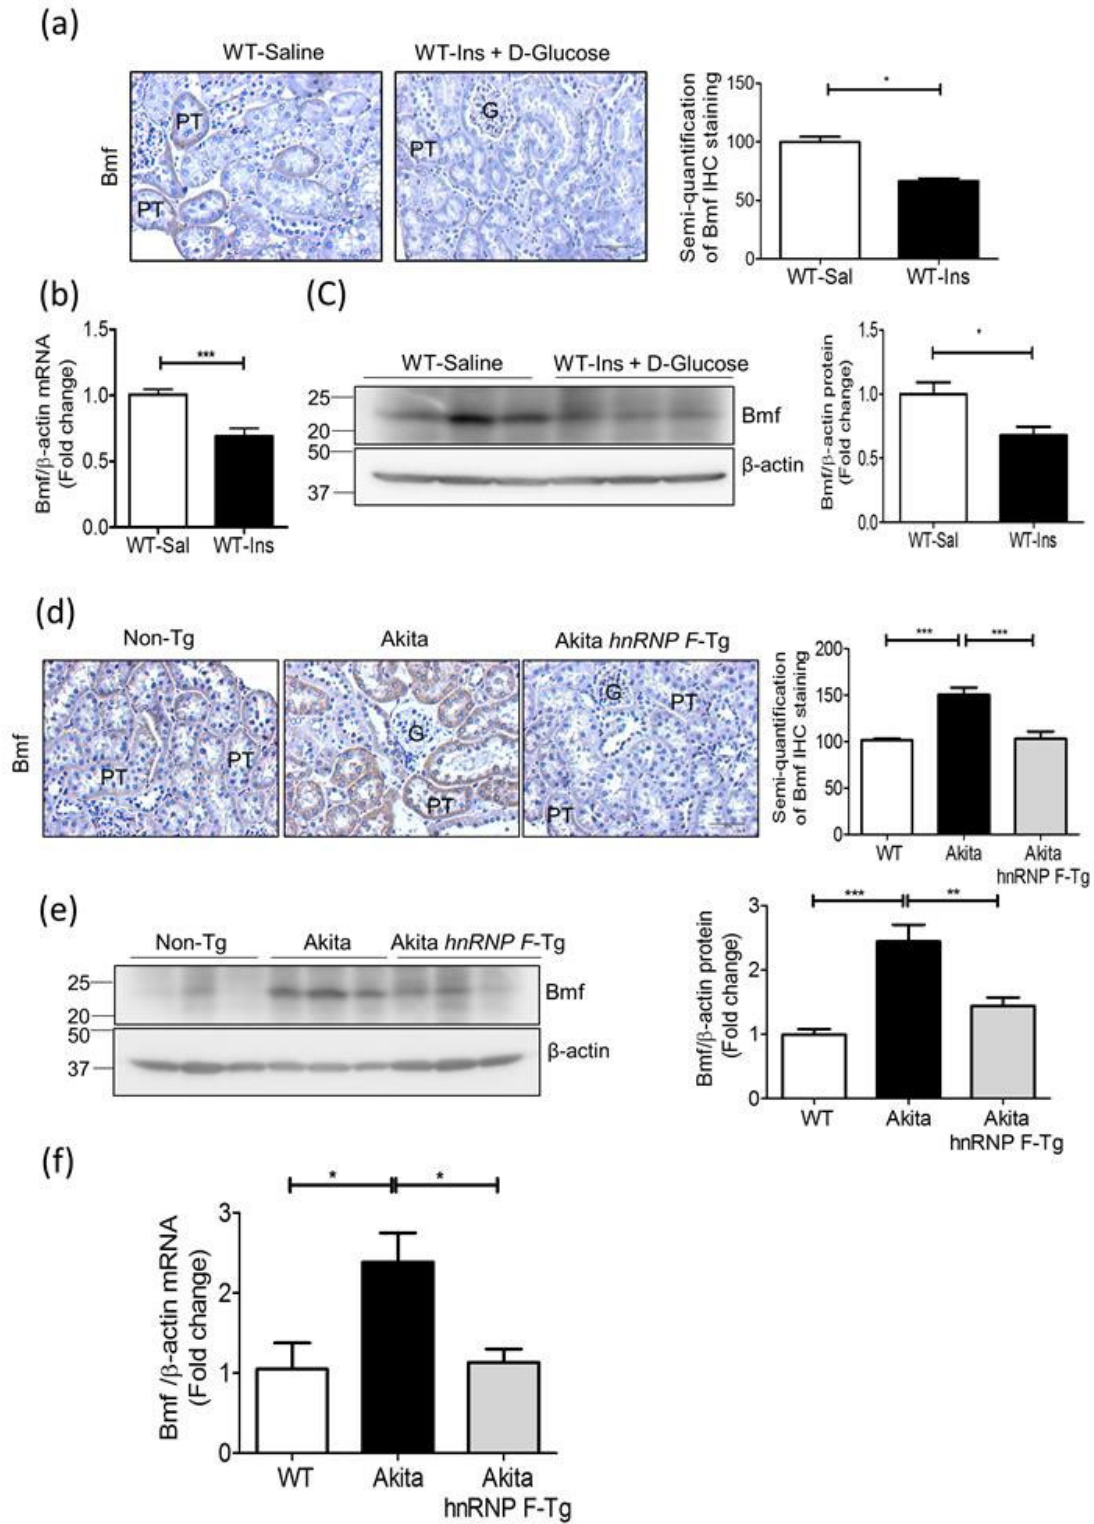 (a)
WT-Saline
WT-Ins + D-Glucose
Bmf
PT
PT
PT
G
Semi-quantification
of Bmf IHC staining
150
100
50
0
*
WT-Sal
WT-Ins
(b)
Bmf/β-actin mRNA
(Fold change)
1.5
1.0
0.5
0.0
***
WT-Sal
WT-Ins
(C)
WT-Saline
WT-Ins + D-Glucose
25
20
50
37
Bmf
β-actin
Bmf/β-actin protein
(Fold change)
1.5
1.0
0.5
0.0
*
WT-Sal
WT-Ins
(d)
Non-Tg
Akita
Akita hnRNP F-Tg
Bmf
PT
PT
G
PT
G
PT
PT
Semi-quantification
of Bmf IHC staining
200
150
100
50
0
***
***
WT
Akita
Akita
hnRNP F-Tg
(e)
Non-Tg
Akita
Akita hnRNP F-Tg
25
20
50
37
Bmf
β-actin
Bmf/β-actin protein
(Fold change)
3
2
1
0
***
**
WT
Akita
Akita
hnRNP F-Tg
(f)
Bmf /β-actin mRNA
(Fold change)
3
2
1
0
*
*
WT
Akita
Akita
hnRNP F-Tg